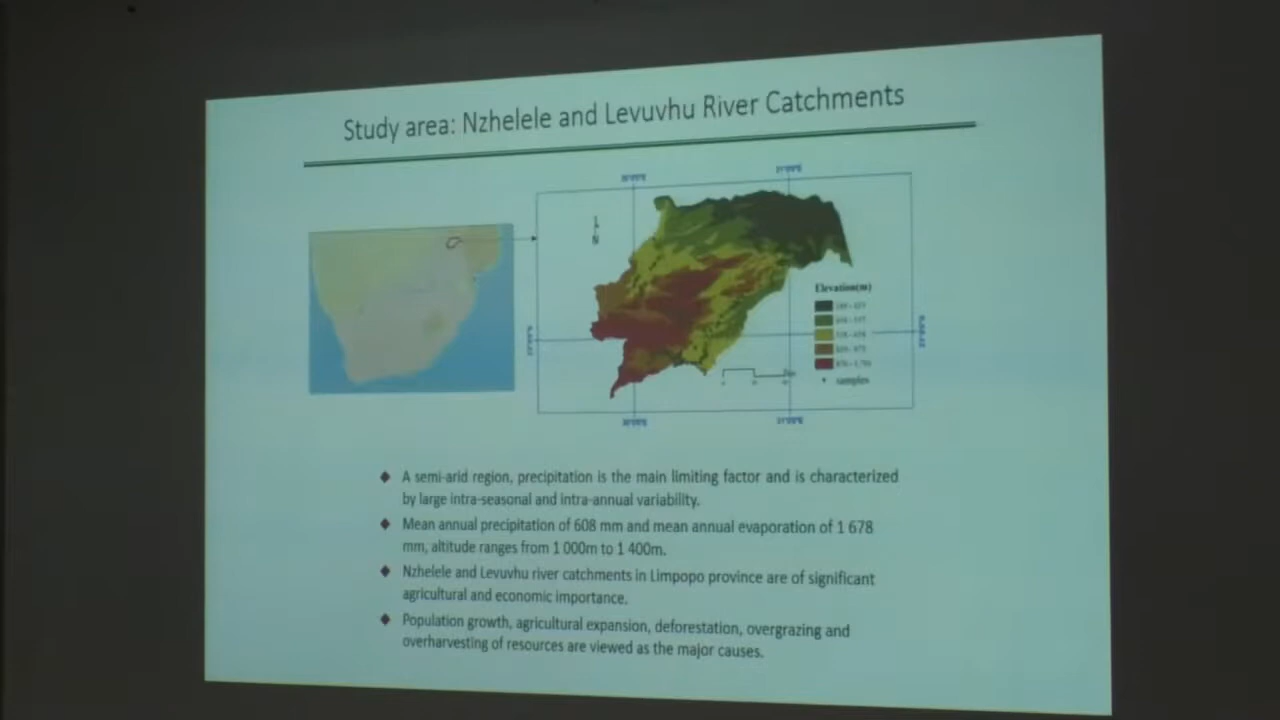 Study area: Nzhelele and Levuvhu River Catchments
N
Elevation(m)
samples
◆ A semi-arid region, precipitation is the main limiting factor and is characterized
by large intra-seasonal and intra-annual variability.
◆ Mean annual precipitation of 608 mm and mean annual evaporation of 1 678
mm, altitude ranges from 1 000m to 1 400m.
◆ Nzhelele and Levuvhu river catchments in Limpopo province are of significant
agricultural and economic importance.
◆ Population growth, agricultural expansion, deforestation, overgrazing and
overharvesting of resources are viewed as the major causes.